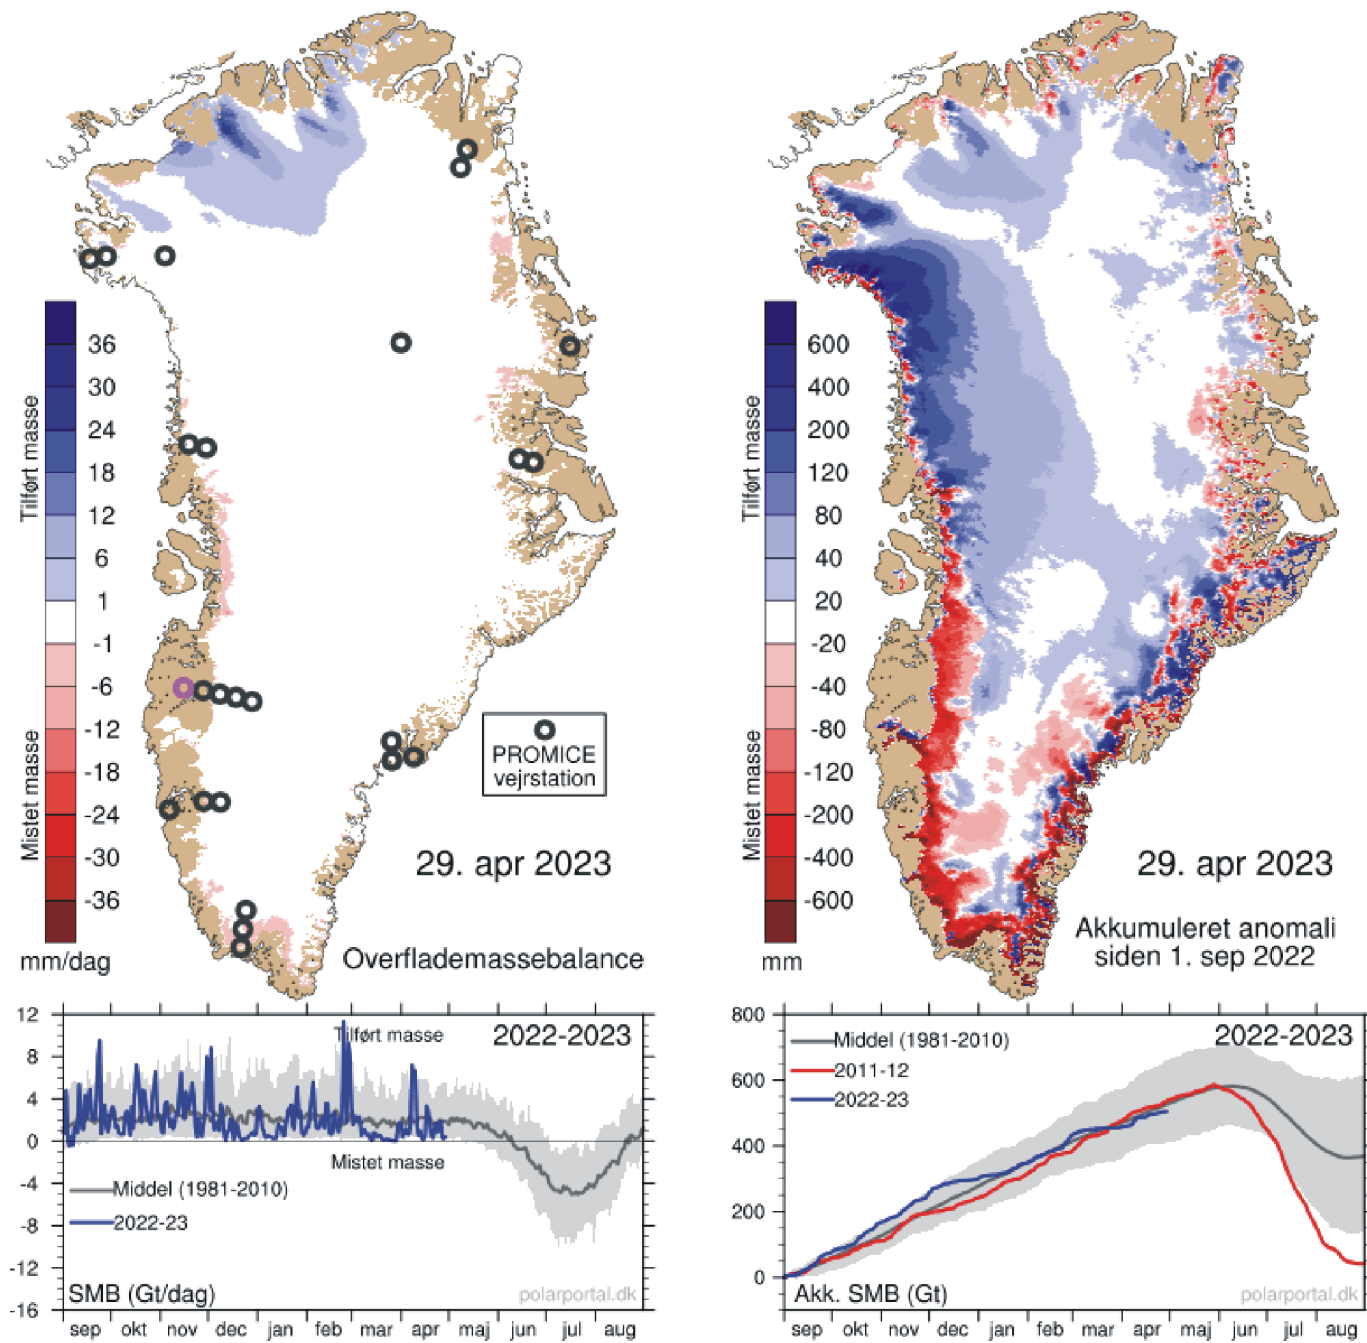 Tilført masse
Mistet masse
36
30
24
18
12
6
1
-1
-6
-12
-18
-24
-30
-36
mm/dag
PROMICE
vejrstation
29. apr 2023
Overflademassebalance
Tilført masse
Mistet masse
600
400
200
120
80
40
20
-20
-40
-80
-120
-200
-400
-600
mm
29. apr 2023
Akkumuleret anomali
siden 1. sep 2022
12
8
4
0
-4
-8
-12
-16
2022-2023
Tilført masse
Mistet masse
Middel (1981-2010)
2022-23
SMB (Gt/dag)
polarportal.dk
sep okt nov dec jan feb mar apr maj jun jul aug
800
600
400
200
0
2022-2023
Middel (1981-2010)
2011-12
2022-23
Akk. SMB (Gt)
polarportal.dk
sep okt nov dec jan feb mar apr maj jun jul aug